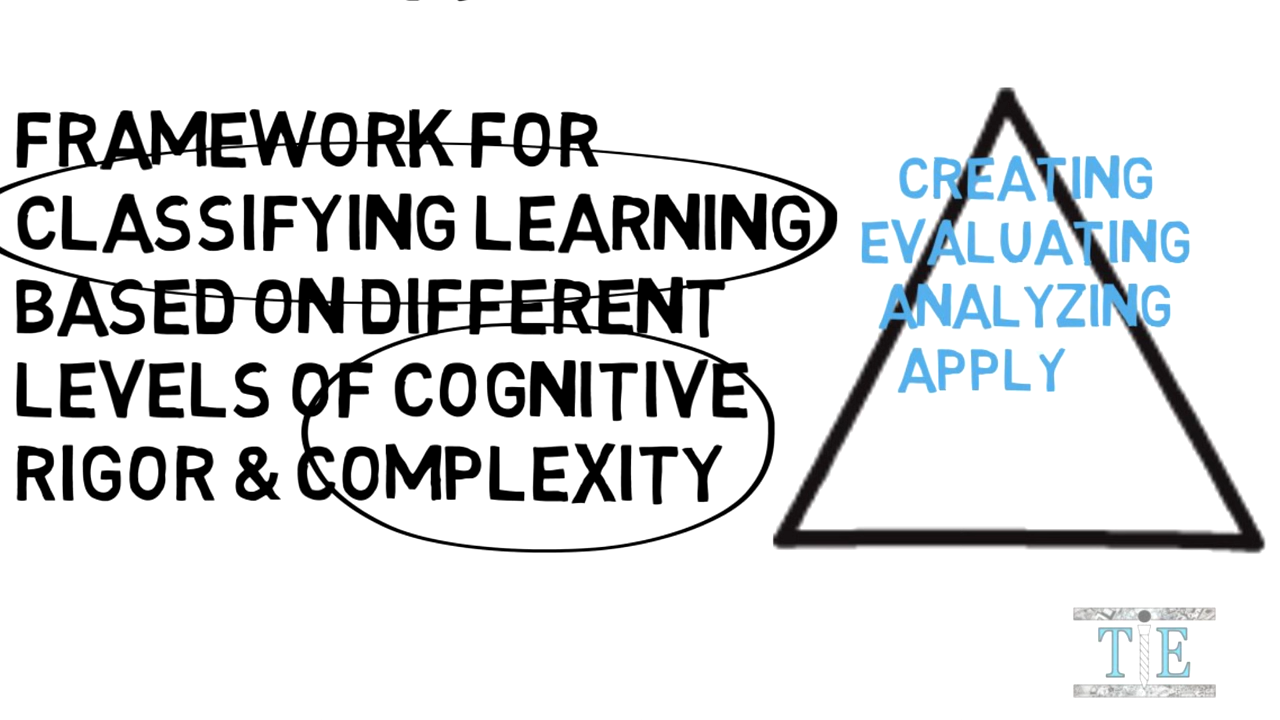 FRAMEWORK FOR
CLASSIFYING LEARNING
BASED ON DIFFERENT
LEVELS OF COGNITIVE
RIGOR & COMPLEXITY
CREATING
EVALUATING
ANALYZING
APPLY
TIE